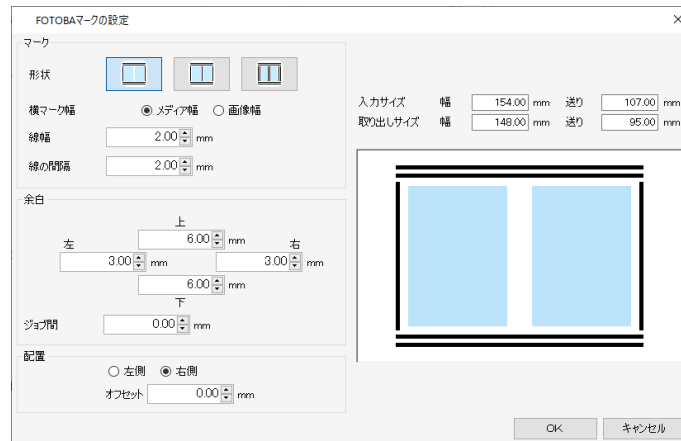 FOTOBAマークの設定
×
マーク
形状
横マーク幅 メディア幅 画像幅
線幅 2.00 mm
線の間隔 2.00 mm
入力サイズ 幅 154.00 mm 送り 107.00 mm
取り出しサイズ 幅 148.00 mm 送り 95.00 mm
余白
上
6.00 mm
左 右
3.00 mm 3.00 mm
6.00 mm
下
ジョブ間 0.00 mm
配置
左側 右側
オフセット 0.00 mm
OK キャンセル